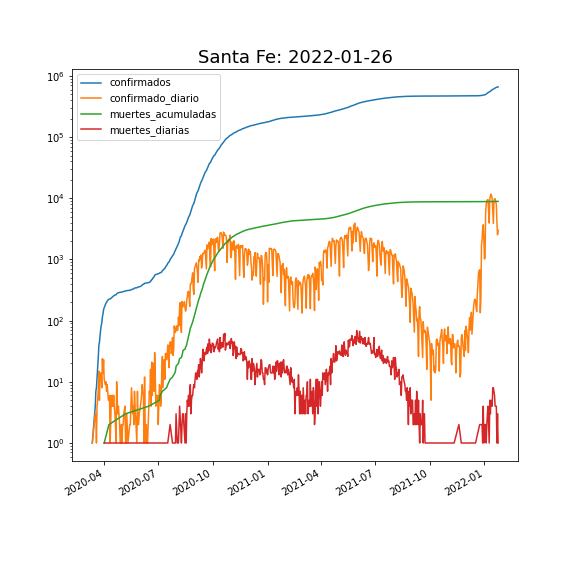 Santa Fe: 2022-01-26
confirmados
confirmado_diario
muertes_acumuladas
muertes_diarias
10^6
10^5
10^4
10^3
10^2
10^1
10^0
2020-04 2020-07 2020-10 2021-01 2021-04 2021-07 2021-10 2022-01